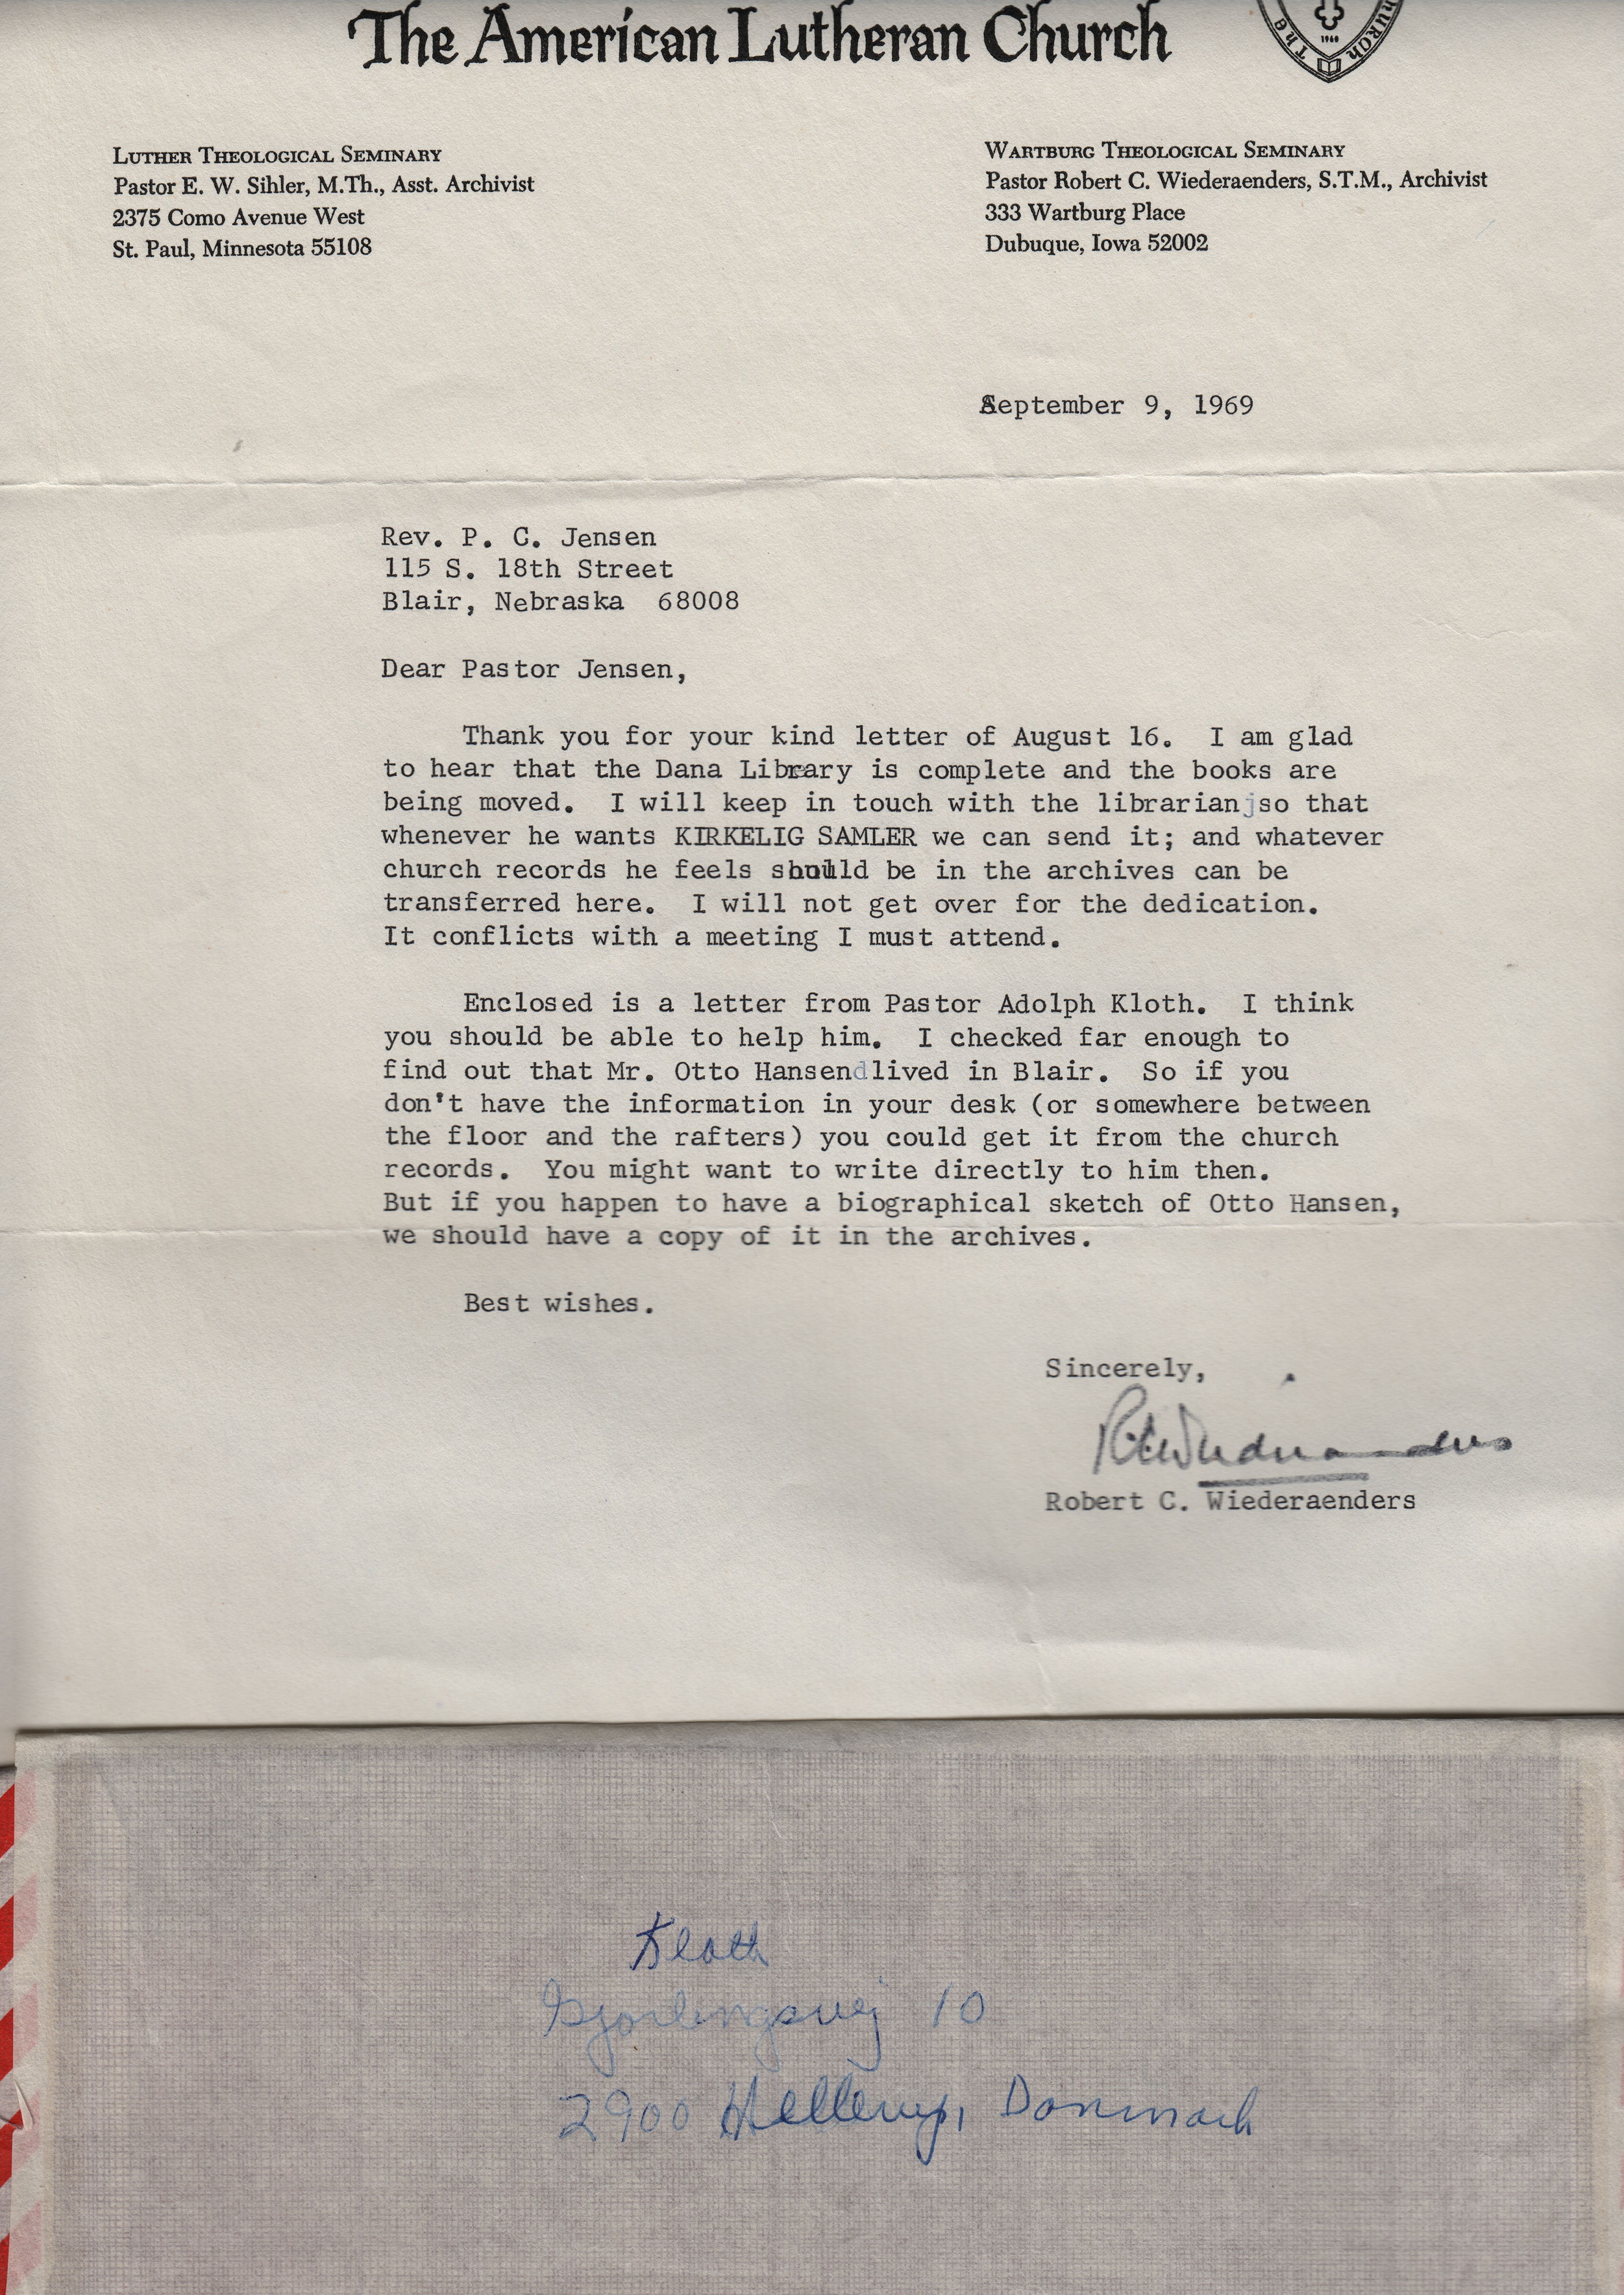 The American Lutheran Church
The
hurch
1960
LUTHER THEOLOGICAL SEMINARY
Pastor E. W. Sihler, M.Th., Asst. Archivist
2375 Como Avenue West
St. Paul, Minnesota 55108
WARTBURG THEOLOGICAL SEMINARY
Pastor Robert C. Wiederaenders, S.T.M., Archivist
333 Wartburg Place
Dubuque, Iowa 52002
September 9, 1969
Rev. P. C. Jensen
115 S. 18th Street
Blair, Nebraska 68008
Dear Pastor Jensen,
Thank you for your kind letter of August 16. I am glad
to hear that the Dana Library is complete and the books are
being moved. I will keep in touch with the librarian so that
whenever he wants KIRKELIG SAMLER we can send it; and whatever
church records he feels should be in the archives can be
transferred here. I will not get over for the dedication.
It conflicts with a meeting I must attend.
Enclosed is a letter from Pastor Adolph Kloth. I think
you should be able to help him. I checked far enough to
find out that Mr. Otto Hansen lived in Blair. So if you
don't have the information in your desk (or somewhere between
the floor and the rafters) you could get it from the church
records. You might want to write directly to him then.
But if you happen to have a biographical sketch of Otto Hansen,
we should have a copy of it in the archives.
Best wishes.
Sincerely,
RCWiederaenders
Robert C. Wiederaenders
Kloth
10
2900 Hellerup, Danmark